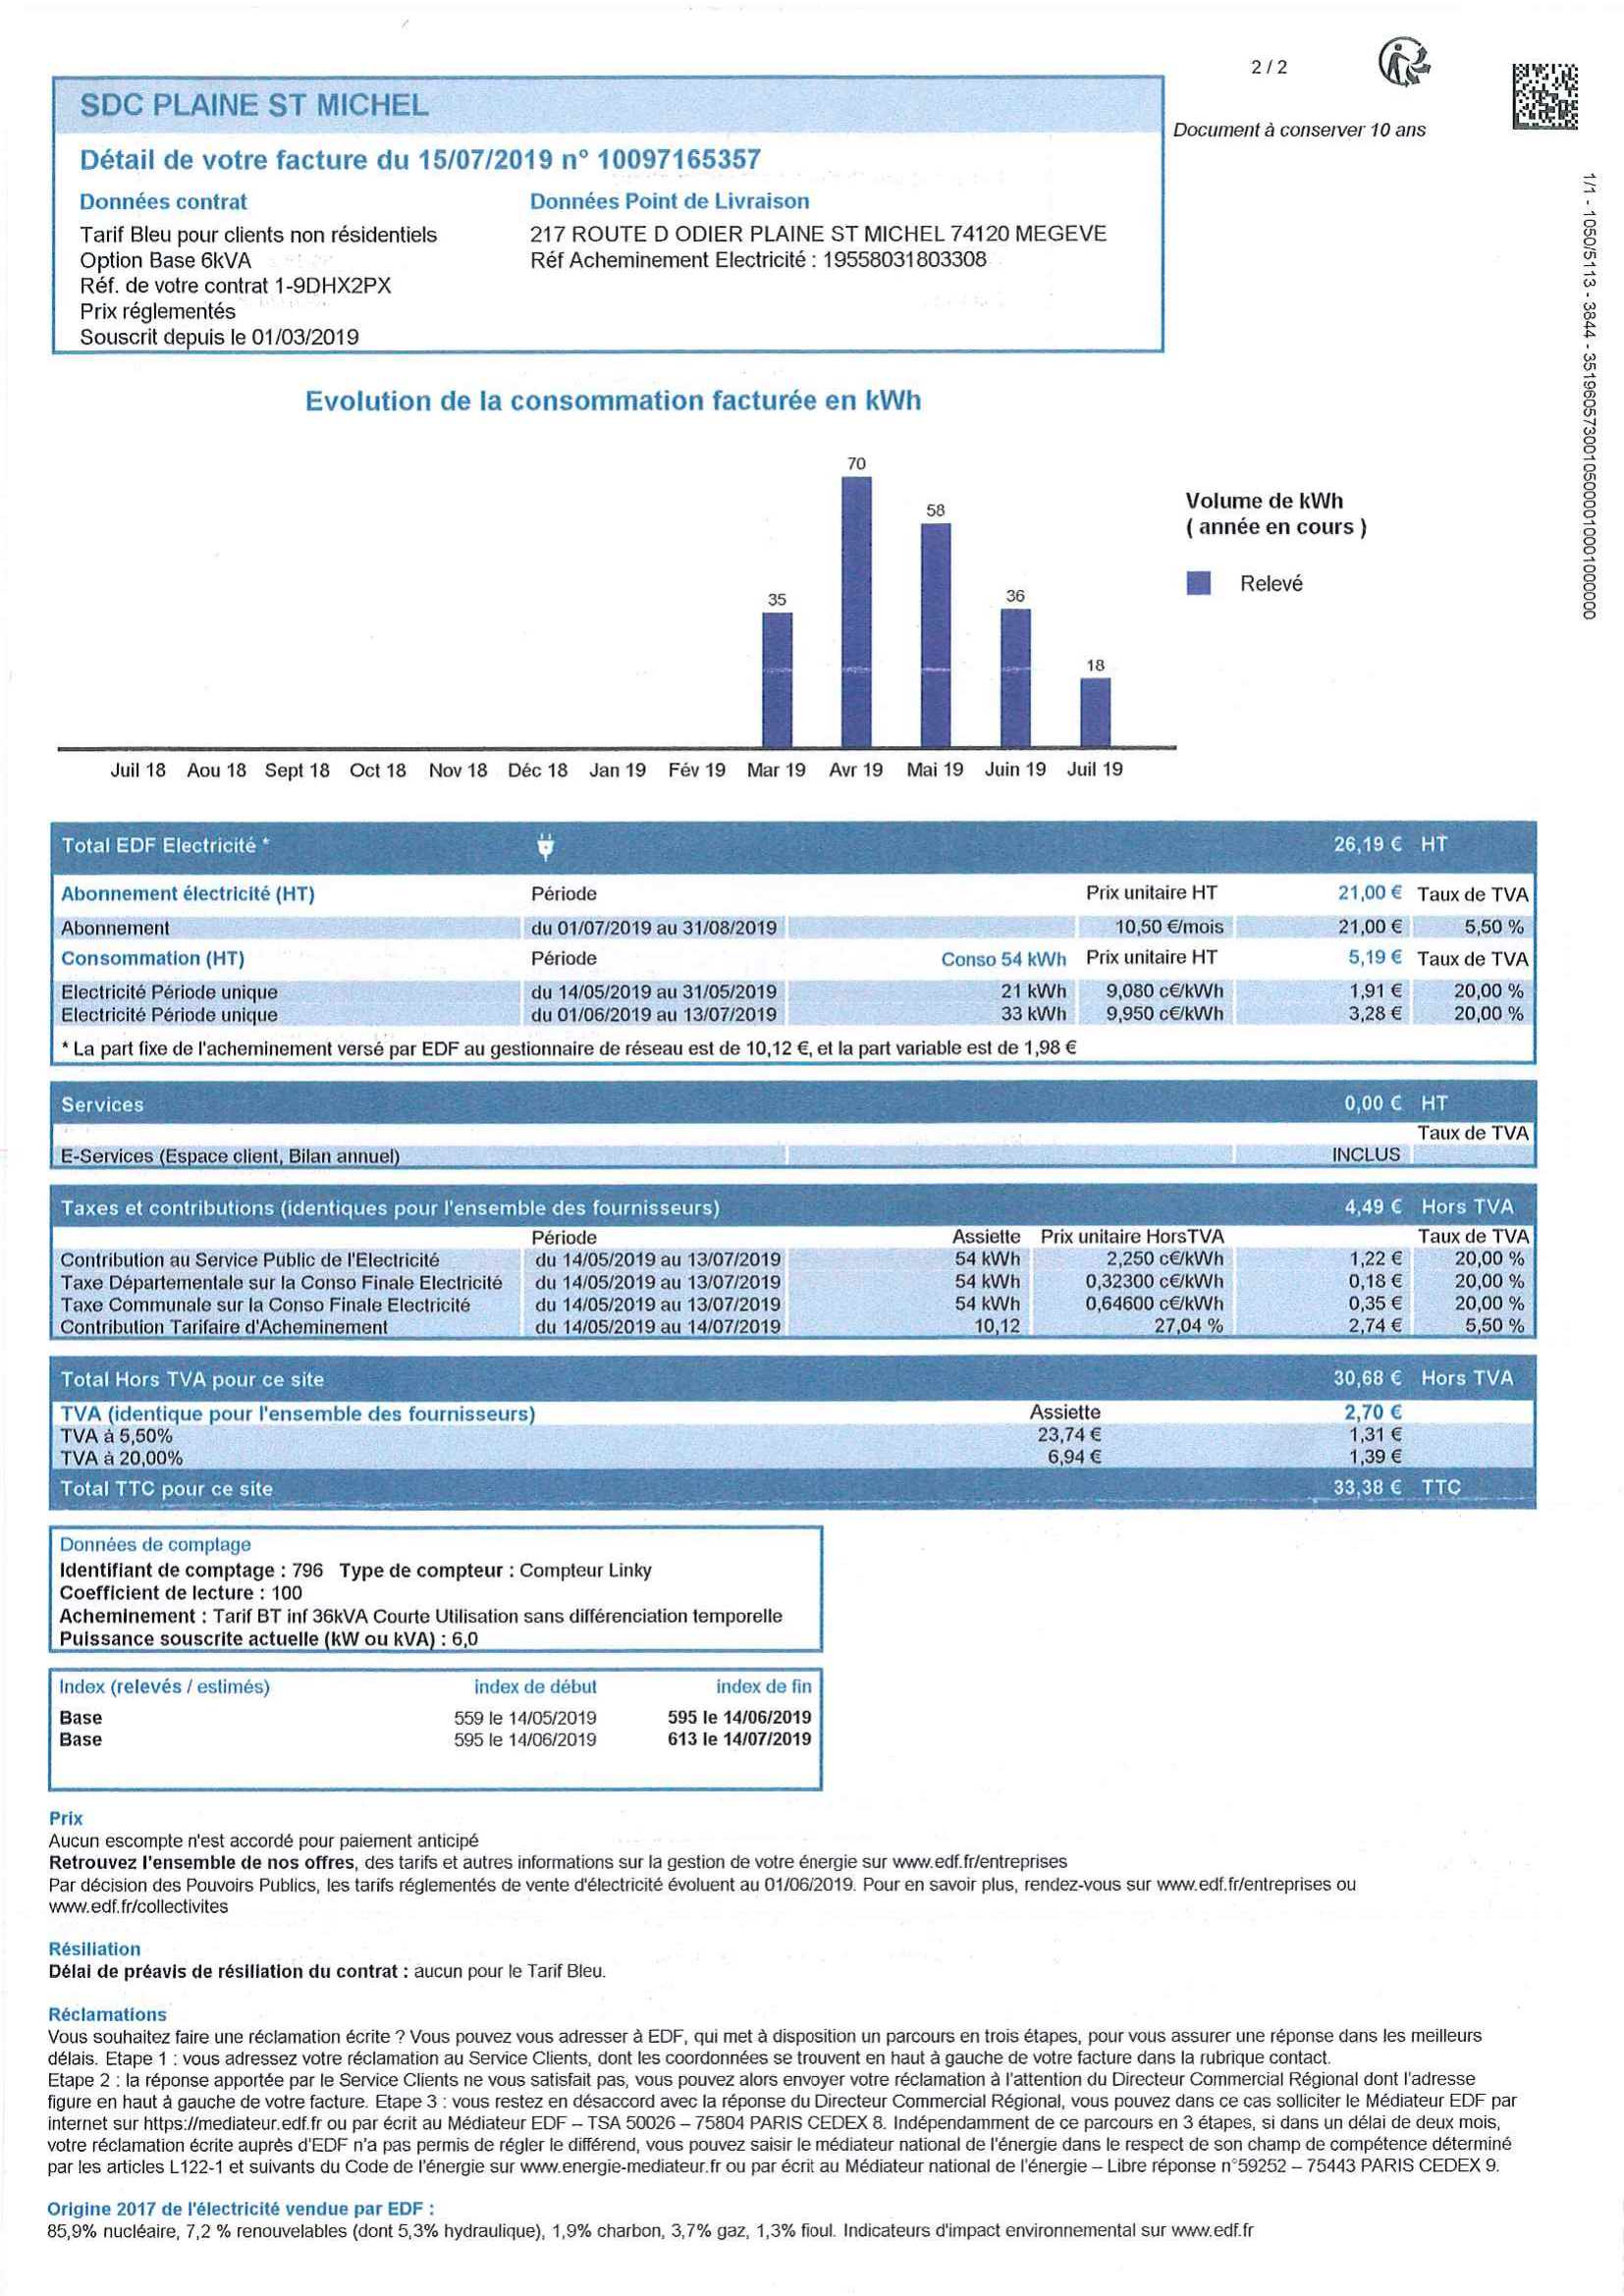 2 / 2
Document à conserver 10 ans
1/1 - 1050/5113 - 3844 - 35196057300105000010001000000
SDC PLAINE ST MICHEL
Détail de votre facture du 15/07/2019 n° 10097165357
Données contrat Données Point de Livraison
Tarif Bleu pour clients non résidentiels 217 ROUTE D ODIER PLAINE ST MICHEL 74120 MEGEVE
Option Base 6kVA Réf Acheminement Electricité : 19558031803308
Réf. de votre contrat 1-9DHX2PX
Prix réglementés
Souscrit depuis le 01/03/2019
Evolution de la consommation facturée en kWh
70
58
35
36
18
Volume de kWh
( année en cours )
Relevé
Juil 18 Aou 18 Sept 18 Oct 18 Nov 18 Déc 18 Jan 19 Fév 19 Mar 19 Avr 19 Mai 19 Juin 19 Juil 19
Total EDF Electricité * 26,19 € HT
Abonnement électricité (HT) Période Prix unitaire HT 21,00 € Taux de TVA
Abonnement du 01/07/2019 au 31/08/2019 10,50 €/mois 21,00 € 5,50 %
Consommation (HT) Période Conso 54 kWh Prix unitaire HT 5,19 € Taux de TVA
Electricité Période unique du 14/05/2019 au 31/05/2019 21 kWh 9,080 c€/kWh 1,91 € 20,00 %
Electricité Période unique du 01/06/2019 au 13/07/2019 33 kWh 9,950 c€/kWh 3,28 € 20,00 %
* La part fixe de l'acheminement versé par EDF au gestionnaire de réseau est de 10,12 €, et la part variable est de 1,98 €
Services 0,00 € HT
Taux de TVA
E-Services (Espace client, Bilan annuel) INCLUS
Taxes et contributions (identiques pour l'ensemble des fournisseurs) 4,49 € Hors TVA
Période Assiette Prix unitaire HorsTVA Taux de TVA
Contribution au Service Public de l'Electricité du 14/05/2019 au 13/07/2019 54 kWh 2,250 c€/kWh 1,22 € 20,00 %
Taxe Départementale sur la Conso Finale Electricité du 14/05/2019 au 13/07/2019 54 kWh 0,32300 c€/kWh 0,18 € 20,00 %
Taxe Communale sur la Conso Finale Electricité du 14/05/2019 au 13/07/2019 54 kWh 0,64600 c€/kWh 0,35 € 20,00 %
Contribution Tarifaire d'Acheminement du 14/05/2019 au 14/07/2019 10,12 27,04 % 2,74 € 5,50 %
Total Hors TVA pour ce site 30,68 € Hors TVA
TVA (identique pour l'ensemble des fournisseurs) Assiette 2,70 €
TVA à 5,50% 23,74 € 1,31 €
TVA à 20,00% 6,94 € 1,39 €
Total TTC pour ce site 33,38 € TTC
Données de comptage
Identifiant de comptage : 796 Type de compteur : Compteur Linky
Coefficient de lecture : 100
Acheminement : Tarif BT inf 36kVA Courte Utilisation sans différenciation temporelle
Puissance souscrite actuelle (kW ou kVA) : 6,0
Index (relevés / estimés) index de début index de fin
Base 559 le 14/05/2019 595 le 14/06/2019
Base 595 le 14/06/2019 613 le 14/07/2019
Prix
Aucun escompte n'est accordé pour paiement anticipé
Retrouvez l'ensemble de nos offres, des tarifs et autres informations sur la gestion de votre énergie sur www.edf.fr/entreprises
Par décision des Pouvoirs Publics, les tarifs réglementés de vente d'électricité évoluent au 01/06/2019. Pour en savoir plus, rendez-vous sur www.edf.fr/entreprises ou
www.edf.fr/collectivites
Résiliation
Délai de préavis de résiliation du contrat : aucun pour le Tarif Bleu.
Réclamations
Vous souhaitez faire une réclamation écrite ? Vous pouvez vous adresser à EDF, qui met à disposition un parcours en trois étapes, pour vous assurer une réponse dans les meilleurs
délais. Etape 1 : vous adressez votre réclamation au Service Clients, dont les coordonnées se trouvent en haut à gauche de votre facture dans la rubrique contact.
Etape 2 : la réponse apportée par le Service Clients ne vous satisfait pas, vous pouvez alors envoyer votre réclamation à l'attention du Directeur Commercial Régional dont l'adresse
figure en haut à gauche de votre facture. Etape 3 : vous restez en désaccord avec la réponse du Directeur Commercial Régional, vous pouvez dans ce cas solliciter le Médiateur EDF par
internet sur https://mediateur.edf.fr ou par écrit au Médiateur EDF – TSA 50026 – 75804 PARIS CEDEX 8. Indépendamment de ce parcours en 3 étapes, si dans un délai de deux mois,
votre réclamation écrite auprès d'EDF n'a pas permis de régler le différend, vous pouvez saisir le médiateur national de l'énergie dans le respect de son champ de compétence déterminé
par les articles L122-1 et suivants du Code de l'énergie sur www.energie-mediateur.fr ou par écrit au Médiateur national de l'énergie – Libre réponse n°59252 – 75443 PARIS CEDEX 9.
Origine 2017 de l'électricité vendue par EDF :
85,9% nucléaire, 7,2 % renouvelables (dont 5,3% hydraulique), 1,9% charbon, 3,7% gaz, 1,3% fioul. Indicateurs d'impact environnemental sur www.edf.fr